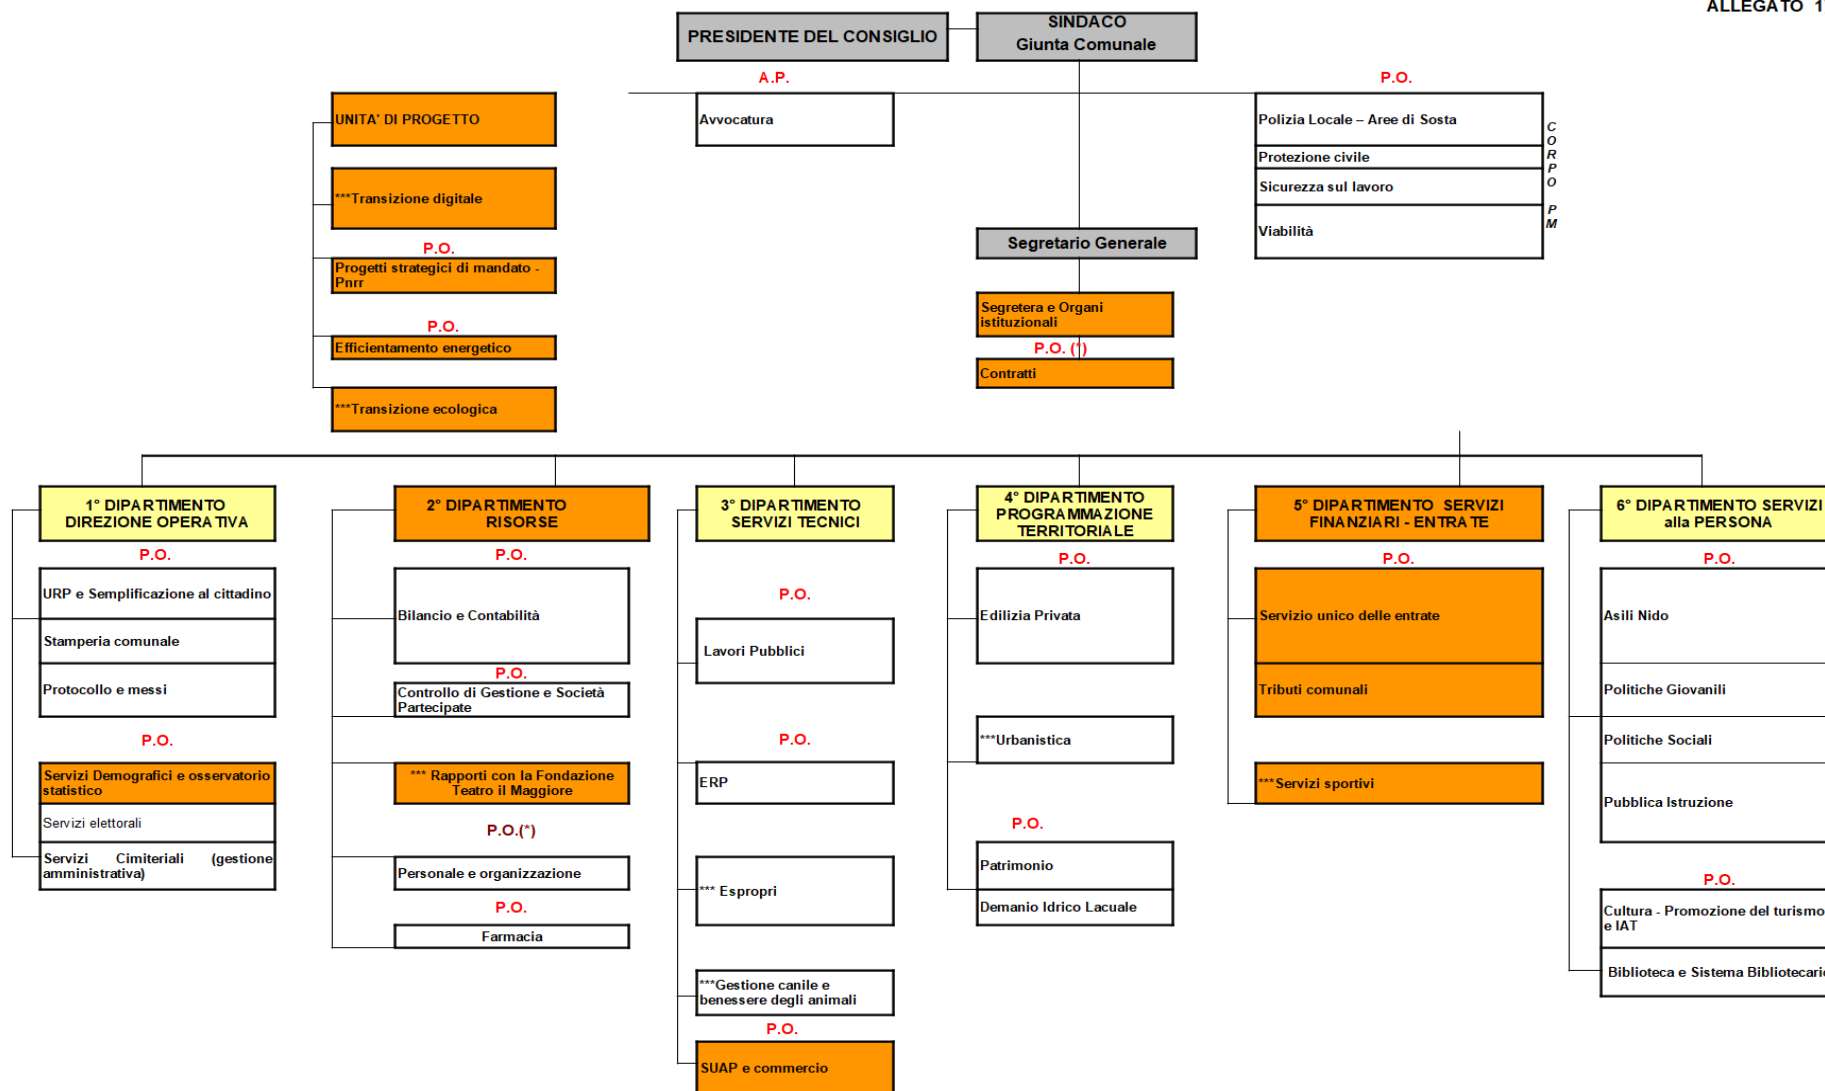 ALLEGATO 1
PRESIDENTE DEL CONSIGLIO
SINDACO
Giunta Comunale
A.P.
P.O.
UNITA' DI PROGETTO
Avvocatura
Polizia Locale – Aree di Sosta
Protezione civile
Sicurezza sul lavoro
Viabilità
CORPO PM
***Transizione digitale
P.O.
Progetti strategici di mandato -
Pnrr
P.O.
Efficientamento energetico
***Transizione ecologica
Segretario Generale
Segretera e Organi
istituzionali
P.O. (*)
Contratti
1° DIPARTIMENTO
DIREZIONE OPERATIVA
P.O.
URP e Semplificazione al cittadino
Stamperia comunale
Protocollo e messi
P.O.
Servizi Demografici e osservatorio
statistico
Servizi elettorali
Servizi Cimiteriali (gestione
amministrativa)
2° DIPARTIMENTO
RISORSE
P.O.
Bilancio e Contabilità
P.O.
Controllo di Gestione e Società
Partecipate
*** Rapporti con la Fondazione
Teatro il Maggiore
P.O.(*)
Personale e organizzazione
P.O.
Farmacia
3° DIPARTIMENTO
SERVIZI TECNICI
P.O.
Lavori Pubblici
P.O.
ERP
*** Espropri
***Gestione canile e
benessere degli animali
P.O.
SUAP e commercio
4° DIPARTIMENTO
PROGRAMMAZIONE
TERRITORIALE
P.O.
Edilizia Privata
***Urbanistica
P.O.
Patrimonio
Demanio Idrico Lacuale
5° DIPARTIMENTO SERVIZI
FINANZIARI - ENTRATE
P.O.
Servizio unico delle entrate
Tributi comunali
***Servizi sportivi
6° DIPARTIMENTO SERVIZI
alla PERSONA
P.O.
Asili Nido
Politiche Giovanili
Politiche Sociali
Pubblica Istruzione
P.O.
Cultura - Promozione del turismo
e IAT
Biblioteca e Sistema Bibliotecario